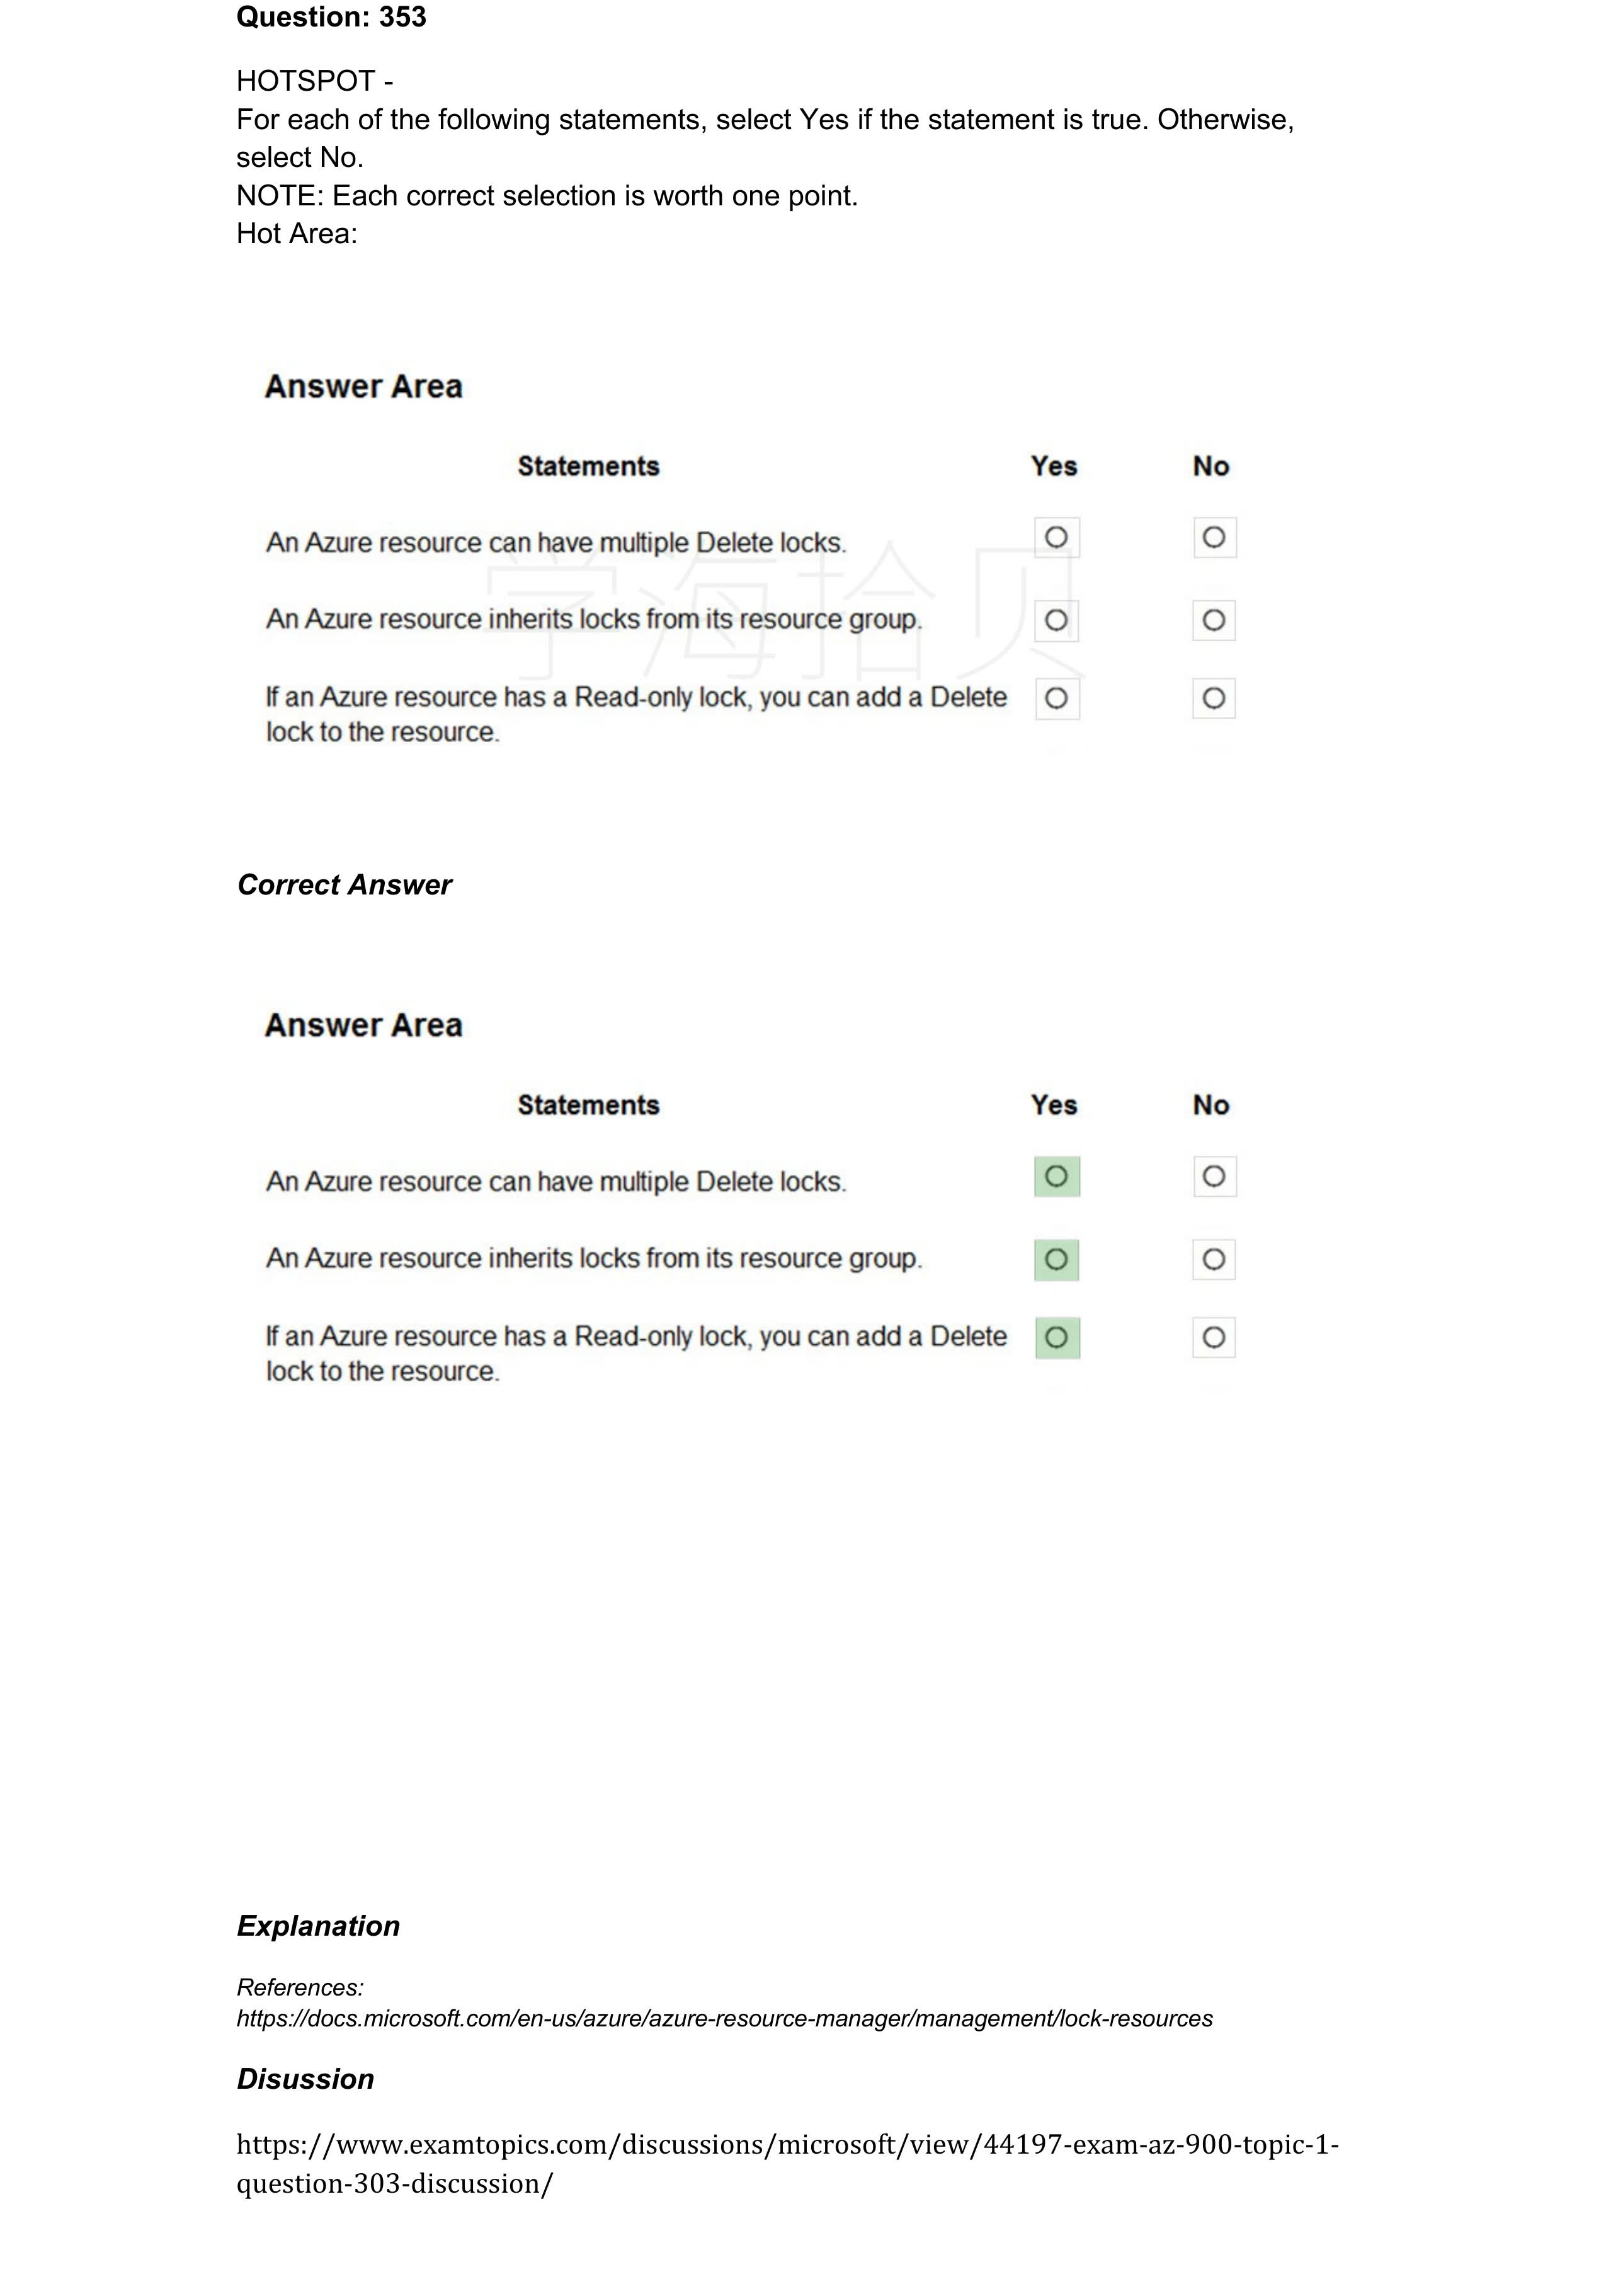 Question: 353
HOTSPOT -
For each of the following statements, select Yes if the statement is true. Otherwise,
select No.
NOTE: Each correct selection is worth one point.
Hot Area:
Answer Area
Statements Yes No
An Azure resource can have multiple Delete locks.
学海拾贝
An Azure resource inherits locks from its resource group.
If an Azure resource has a Read-only lock, you can add a Delete
lock to the resource.
Correct Answer
Answer Area
Statements Yes No
An Azure resource can have multiple Delete locks.
An Azure resource inherits locks from its resource group.
If an Azure resource has a Read-only lock, you can add a Delete
lock to the resource.
Explanation
References:
https://docs.microsoft.com/en-us/azure/azure-resource-manager/management/lock-resources
Disussion
https://www.examtopics.com/discussions/microsoft/view/44197-exam-az-900-topic-1-
question-303-discussion/